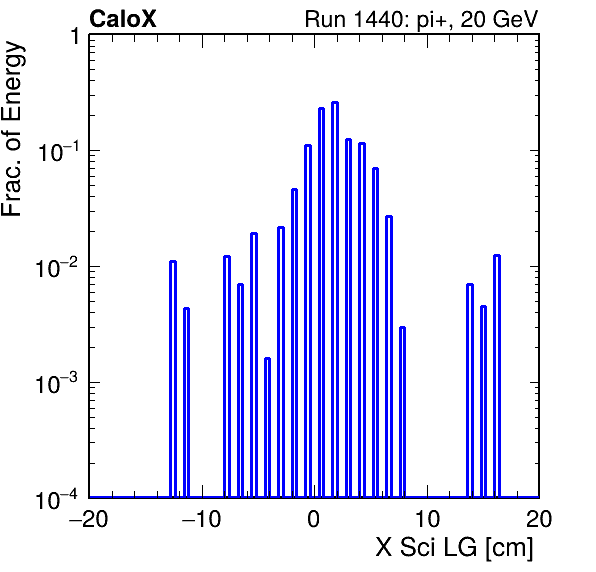 CaloX Run 1440: pi+, 20 GeV
Frac. of Energy
1
10⁻¹
10⁻²
10⁻³
10⁻⁴
−20 −10 0 10 20
X Sci LG [cm]